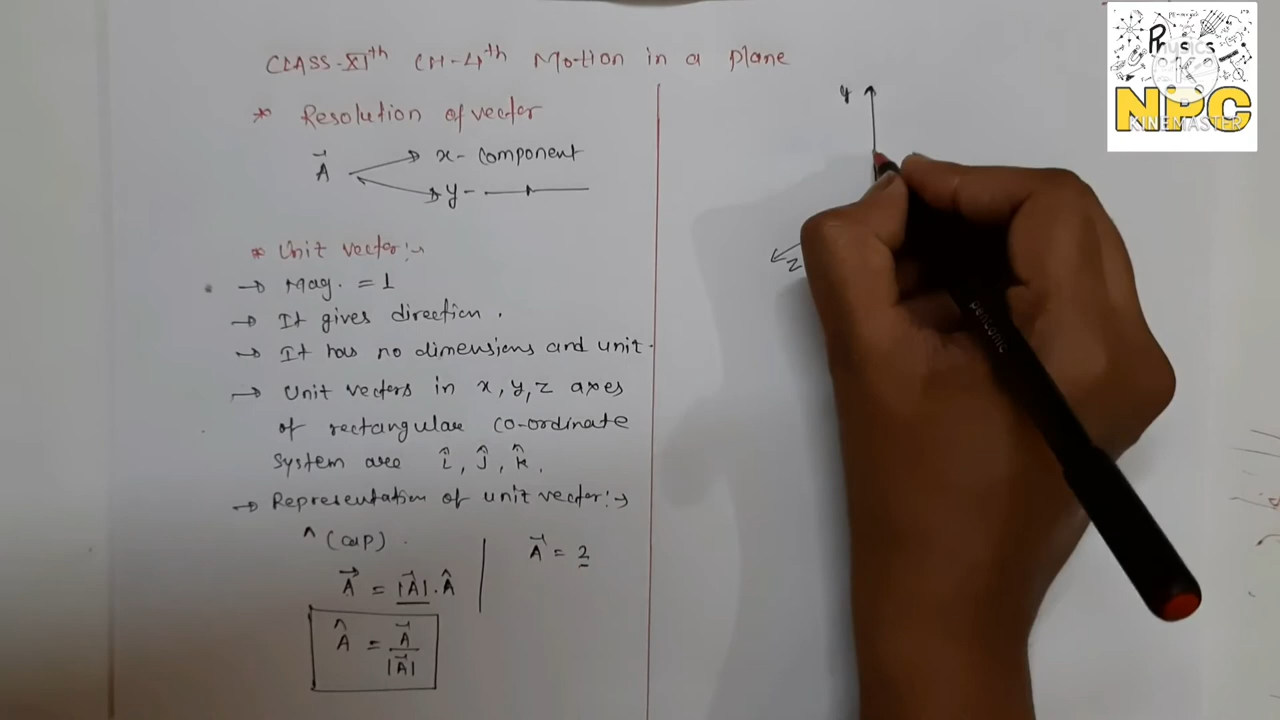 CLASS-XIth CH-4th Motion in a plane
* Resolution of vector
A⃗ x- component
y-
* Unit vector:-
→ Mag. = 1
→ It gives direction.
→ It has no dimensions and unit.
→ Unit vectors in x, y, z axes
of rectangular co-ordinate
system are î, ĵ, k̂.
→ Representation of unit vector:→
^ (cap).
A⃗ = |A⃗|.Â
 = A⃗/|A⃗|
A⃗ = 2
y
z
pentonic
Physics
K
NPC
KINEMASTER